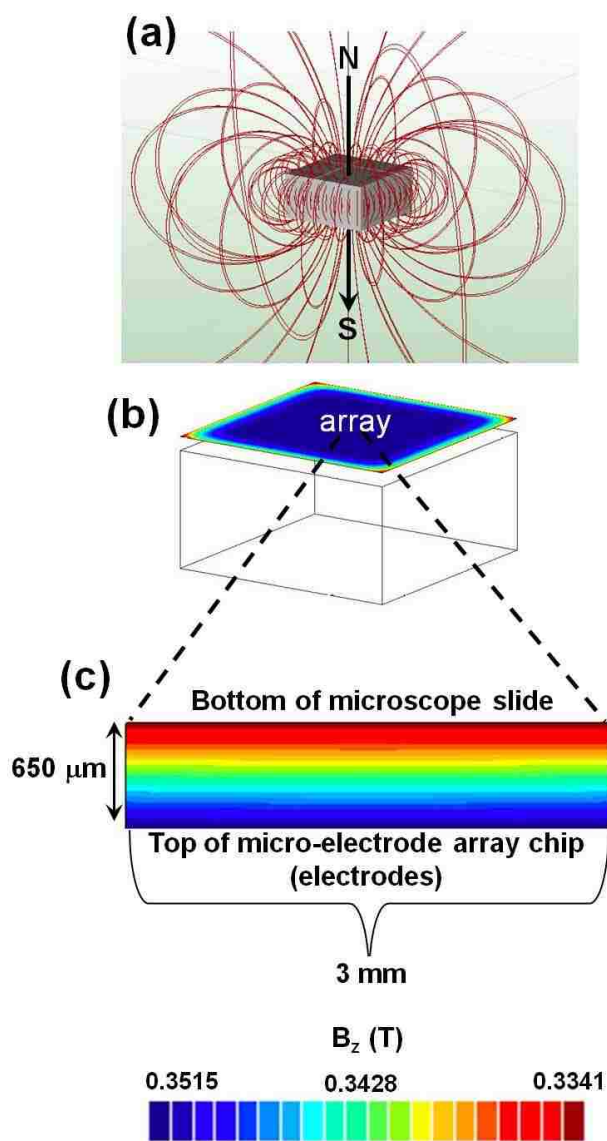 (a)
N
S
(b)
array
(c)
Bottom of microscope slide
650 μm
Top of micro-electrode array chip
(electrodes)
3 mm
Bz (T)
0.3515 0.3428 0.3341